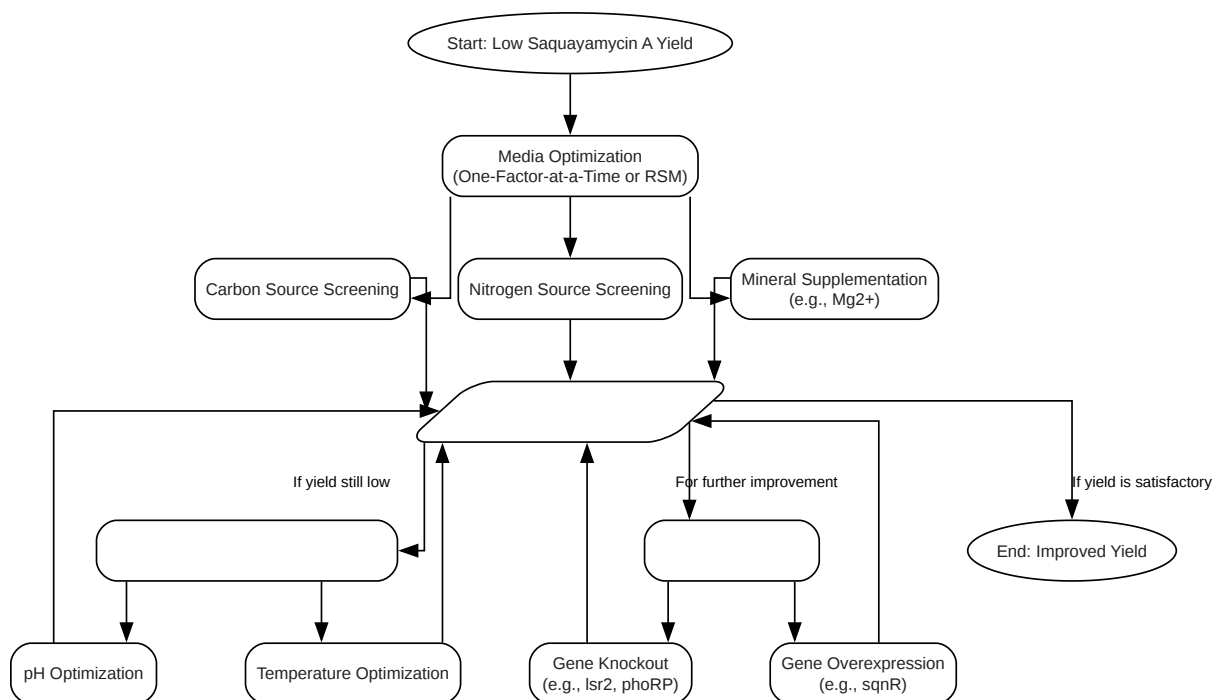 Start: Low Saquayamycin A Yield
Media Optimization
(One-Factor-at-a-Time or RSM)
Carbon Source Screening
Nitrogen Source Screening
Mineral Supplementation
(e.g., Mg2+)
If yield still low
For further improvement
If yield is satisfactory
End: Improved Yield
pH Optimization
Temperature Optimization
Gene Knockout
(e.g., lsr2, phoRP)
Gene Overexpression
(e.g., sqnR)